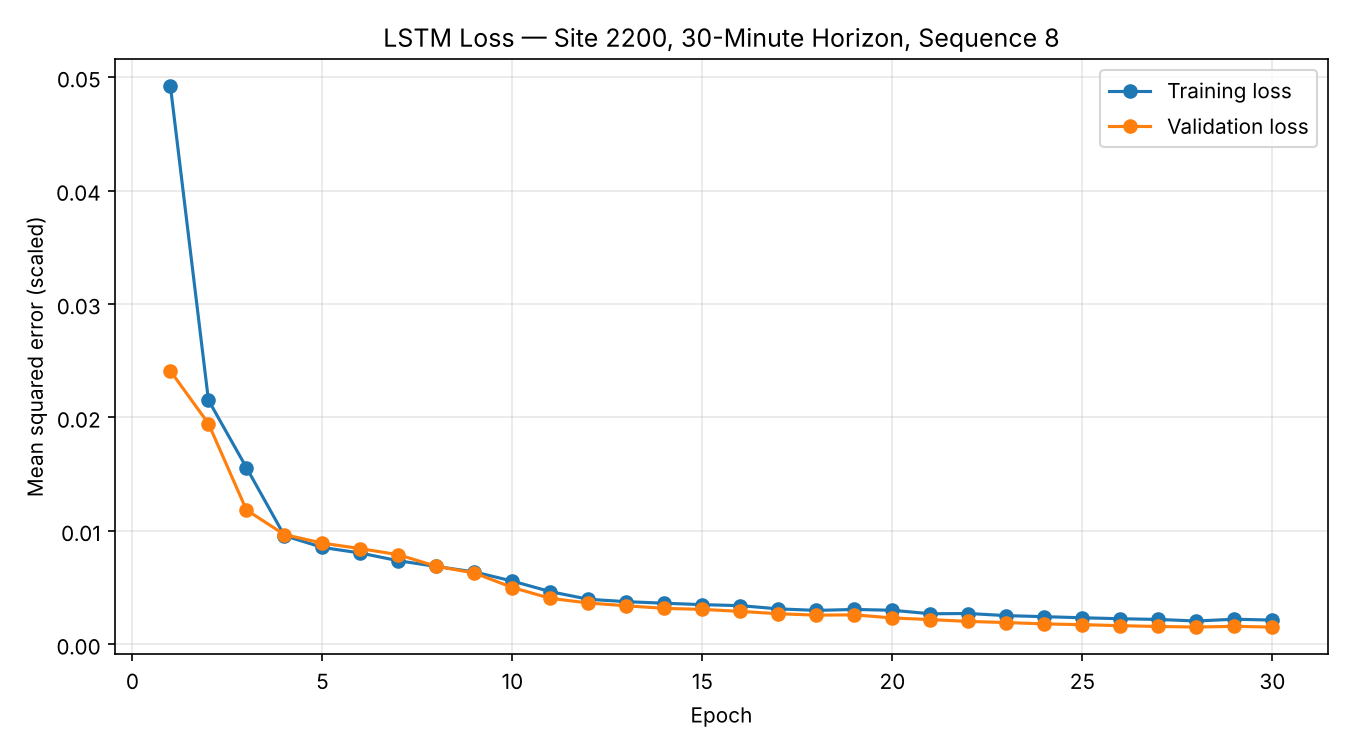 LSTM Loss — Site 2200, 30-Minute Horizon, Sequence 8
Training loss
Validation loss
Mean squared error (scaled)
0.05
0.04
0.03
0.02
0.01
0.00
0 5 10 15 20 25 30
Epoch